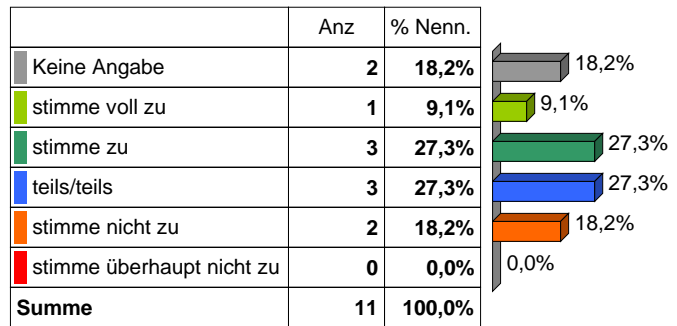 Anz % Nenn.
Keine Angabe 2 18,2% 18,2%
stimme voll zu 1 9,1% 9,1%
stimme zu 3 27,3% 27,3%
teils/teils 3 27,3% 27,3%
stimme nicht zu 2 18,2% 18,2%
stimme überhaupt nicht zu 0 0,0% 0,0%
Summe 11 100,0%